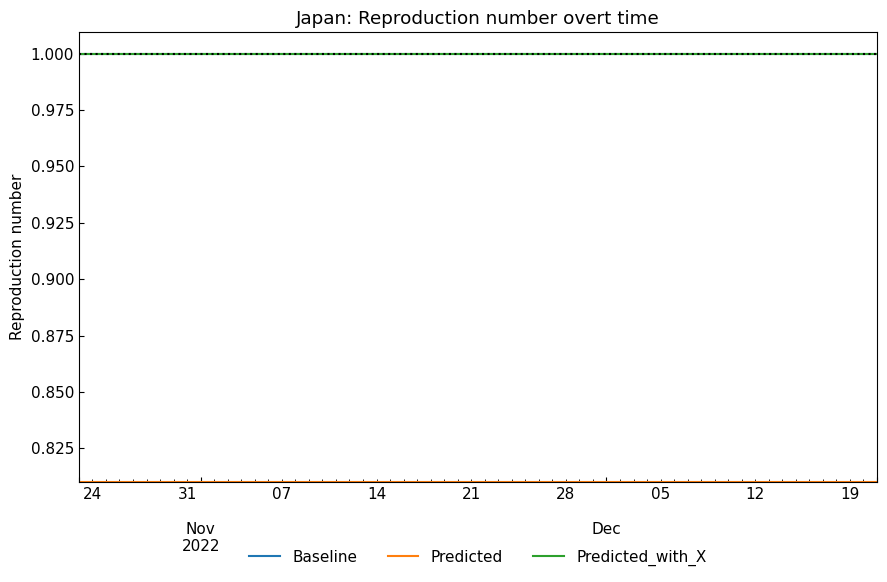 Japan: Reproduction number overt time
Reproduction number
1.000
0.975
0.950
0.925
0.900
0.875
0.850
0.825
24 31 07 14 21 28 05 12 19
Nov Dec
2022
Baseline Predicted Predicted_with_X